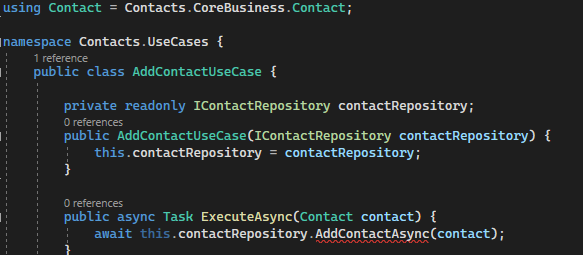 using Contact = Contacts.CoreBusiness.Contact;
namespace Contacts.UseCases {
1 reference
public class AddContactUseCase {
private readonly IContactRepository contactRepository;
0 references
public AddContactUseCase(IContactRepository contactRepository) {
this.contactRepository = contactRepository;
}
0 references
public async Task ExecuteAsync(Contact contact) {
await this.contactRepository.AddContactAsync(contact);
}